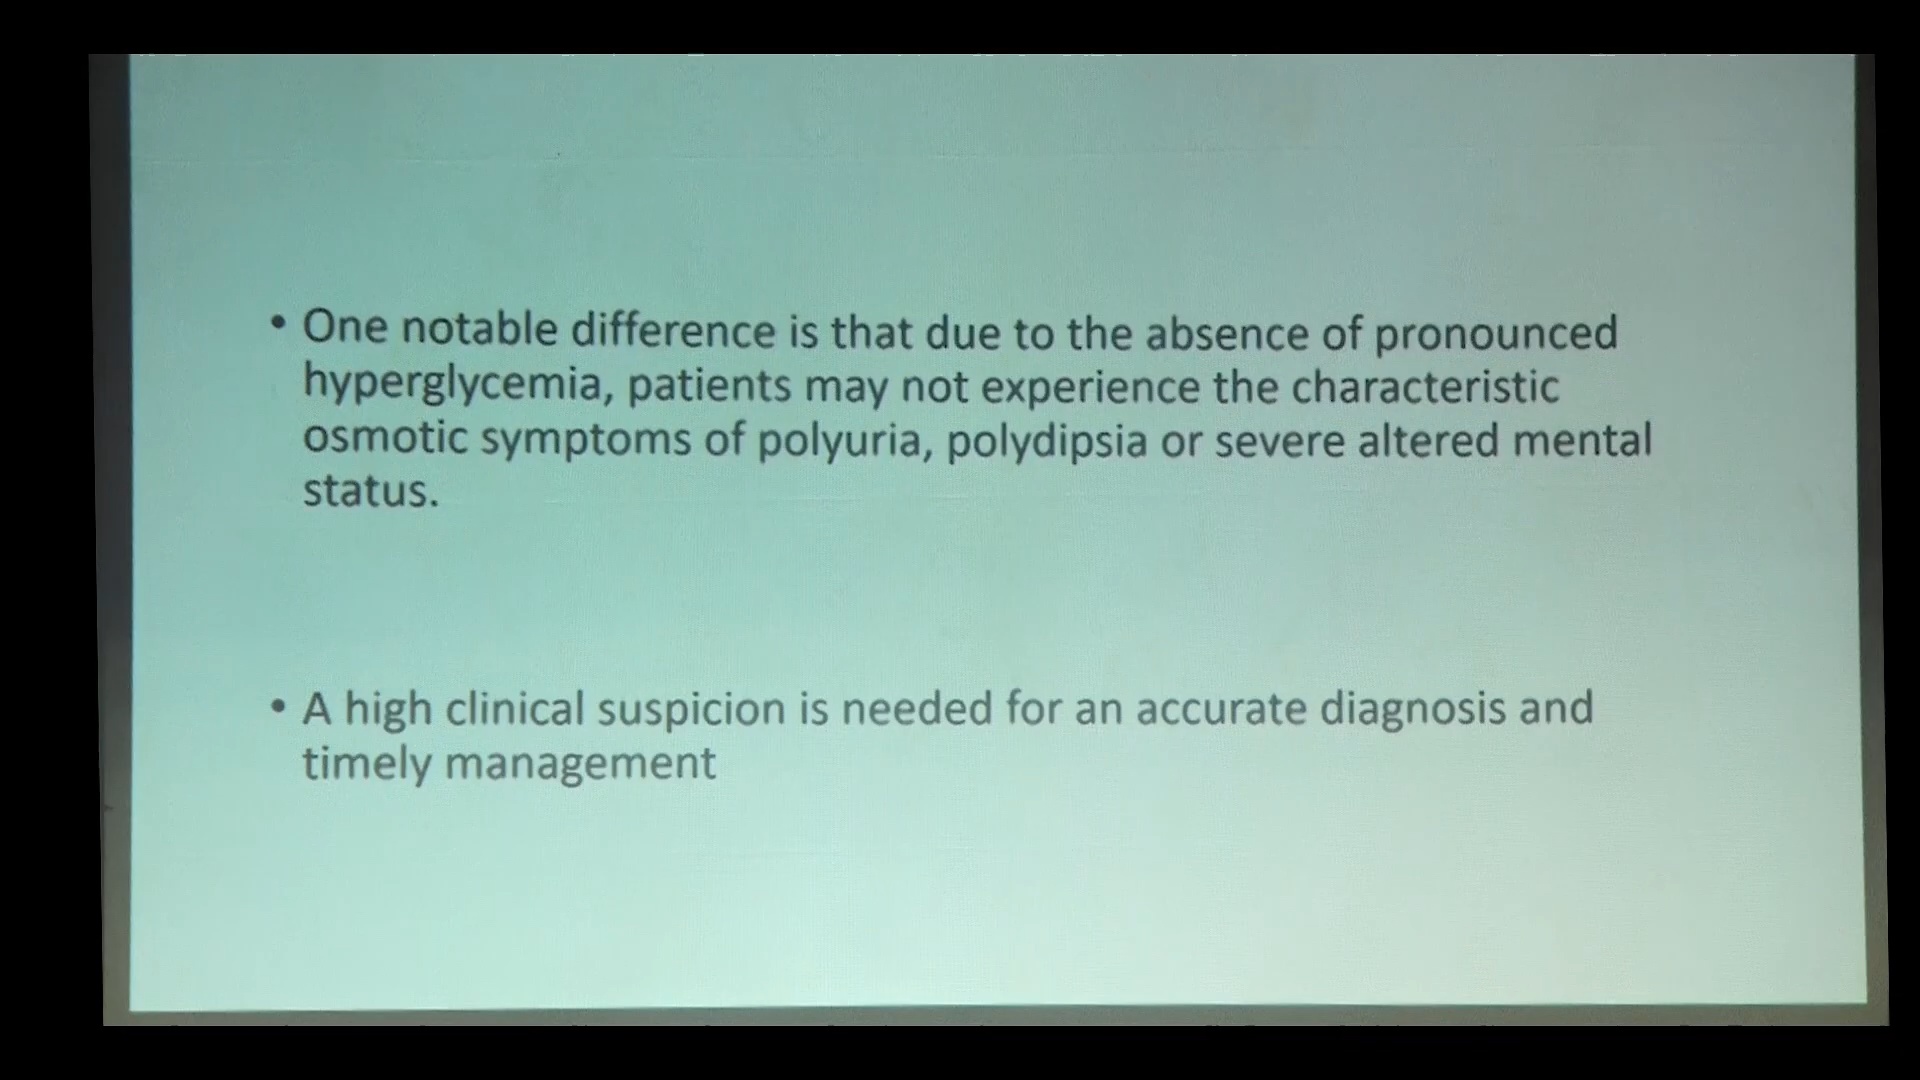 • One notable difference is that due to the absence of pronounced
hyperglycemia, patients may not experience the characteristic
osmotic symptoms of polyuria, polydipsia or severe altered mental
status.
• A high clinical suspicion is needed for an accurate diagnosis and
timely management